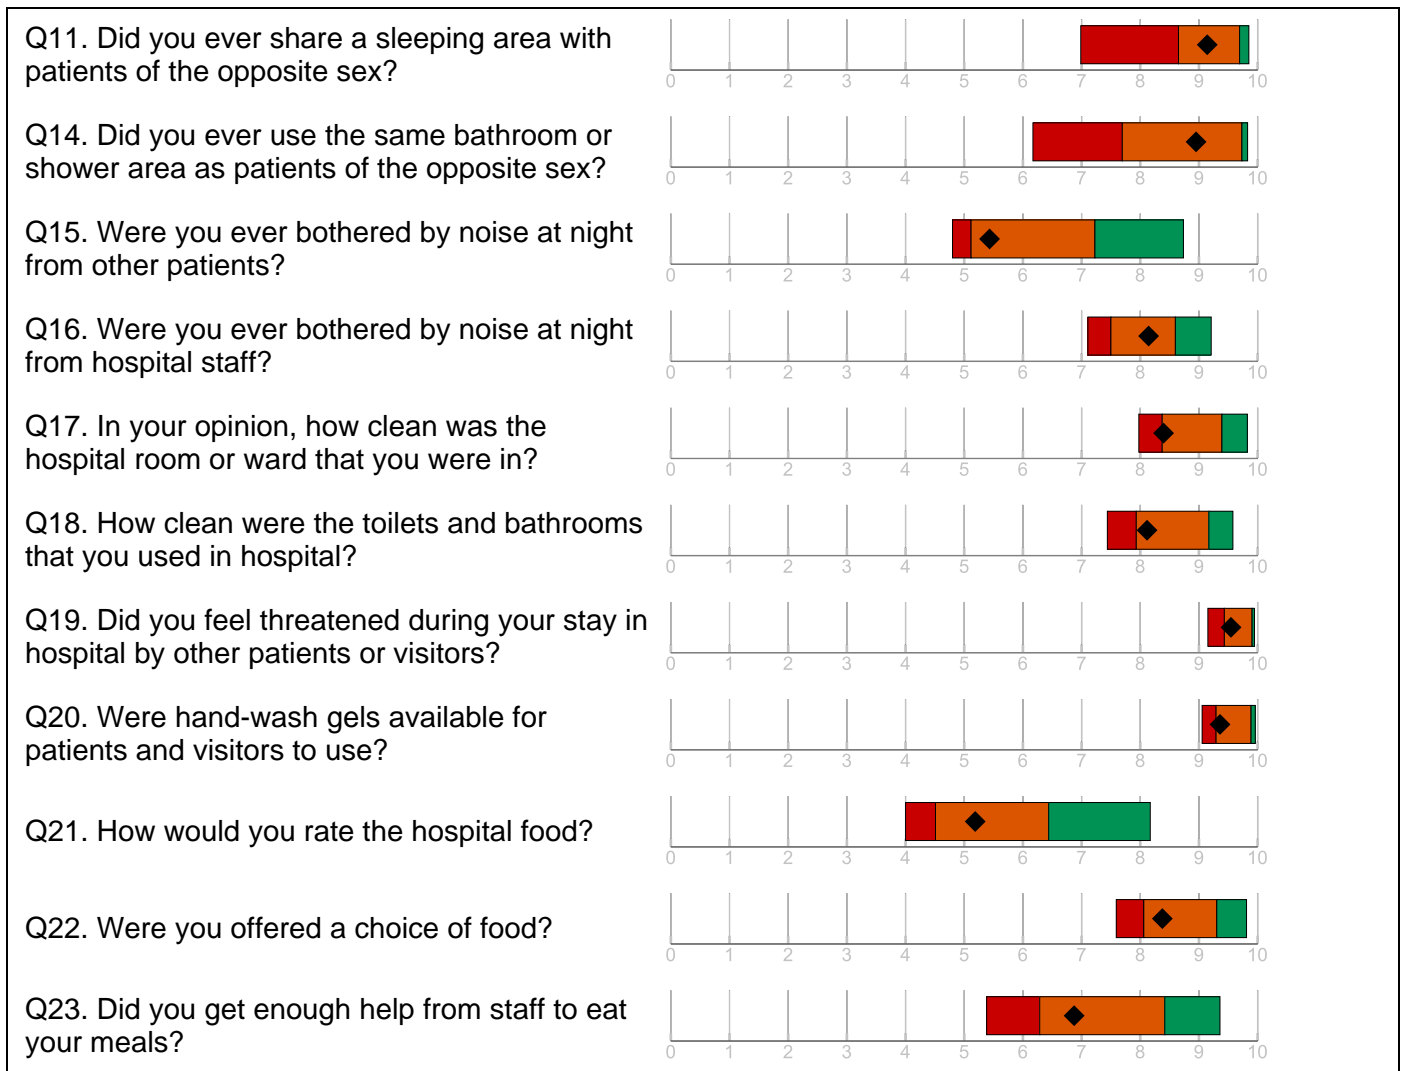 Q11. Did you ever share a sleeping area with
patients of the opposite sex?
0 1 2 3 4 5 6 7 8 9 10
Q14. Did you ever use the same bathroom or
shower area as patients of the opposite sex?
0 1 2 3 4 5 6 7 8 9 10
Q15. Were you ever bothered by noise at night
from other patients?
0 1 2 3 4 5 6 7 8 9 10
Q16. Were you ever bothered by noise at night
from hospital staff?
0 1 2 3 4 5 6 7 8 9 10
Q17. In your opinion, how clean was the
hospital room or ward that you were in?
0 1 2 3 4 5 6 7 8 9 10
Q18. How clean were the toilets and bathrooms
that you used in hospital?
0 1 2 3 4 5 6 7 8 9 10
Q19. Did you feel threatened during your stay in
hospital by other patients or visitors?
0 1 2 3 4 5 6 7 8 9 10
Q20. Were hand-wash gels available for
patients and visitors to use?
0 1 2 3 4 5 6 7 8 9 10
Q21. How would you rate the hospital food?
0 1 2 3 4 5 6 7 8 9 10
Q22. Were you offered a choice of food?
0 1 2 3 4 5 6 7 8 9 10
Q23. Did you get enough help from staff to eat
your meals?
0 1 2 3 4 5 6 7 8 9 10